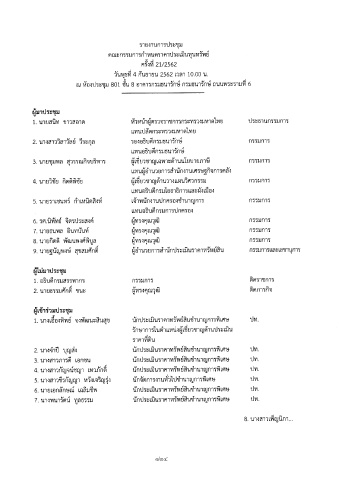 รายงานการประชุม
คณะกรรมการกำหนดราคาประเมินทุนทรัพย์
ครั้งที่ 21/2562
วันพุธที่ 4 กันยายน 2562 เวลา 10.00 น.
ณ ห้องประชุม 801 ชั้น 8 อาคารกรมธนารักษ์ กรมธนารักษ์ ถนนพระรามที่ 6
ผู้มาประชุม
1. นายสนิท ขาวสอาด หัวหน้าผู้ตรวจราชการกระทรวงมหาดไทย ประธานกรรมการ
แทนปลัดกระทรวงมหาดไทย
2. นางสาววิลาวัลย์ วีระกุล รองอธิบดีกรมธนารักษ์ กรรมการ
แทนอธิบดีกรมธนารักษ์
3. นายชุมพล สุวรรณกิจบริหาร ผู้เชี่ยวชาญเฉพาะด้านนโยบายภาษี กรรมการ
แทนผู้อำนวยการสำนักงานเศรษฐกิจการคลัง
4. นายวิชัย กิตติพิชัย ผู้เชี่ยวชาญด้านวางแผนวิศวกรรม กรรมการ
แทนอธิบดีกรมโยธาธิการและผังเมือง
5. นายราเชนทร์ กำเหนิดสิงห์ เจ้าพนักงานปกครองชำนาญการ กรรมการ
แทนอธิบดีกรมการปกครอง
6. รศ.มิพัทธ์ จิตรประสงค์ ผู้ทรงคุณวุฒิ กรรมการ
7. นายธนพล อินทนันท์ ผู้ทรงคุณวุฒิ กรรมการ
8. นายกิตติ พัฒนพงศ์พิบูล ผู้ทรงคุณวุฒิ กรรมการ
9. นายฐนัญพงษ์ สุขสมศักดิ์ ผู้อำนวยการสำนักประเมินราคาทรัพย์สิน กรรมการและเลขานุการ
ผู้ไม่มาประชุม
1. อธิบดีกรมสรรพากร กรรมการ ติดราชการ
2. นายธรรมศักดิ์ ชนะ ผู้ทรงคุณวุฒิ ติดภารกิจ
ผู้เข้าร่วมประชุม
1. นางเยื้องทิพย์ จงพัฒนะสินสุข นักประเมินราคาทรัพย์สินชำนาญการพิเศษ ปท.
รักษาการในตำแหน่งผู้เชี่ยวชาญด้านประเมิน
ราคาที่ดิน
2. นางจำปี บุญส่ง นักประเมินราคาทรัพย์สินชำนาญการพิเศษ ปท.
3. นางสาวภารดี เอกชน นักประเมินราคาทรัพย์สินชำนาญการพิเศษ ปท.
4. นางสาวกัญจน์ชญา เทวภักดิ์ นักประเมินราคาทรัพย์สินชำนาญการพิเศษ ปท.
5. นางสาวชีวกัญญา หวังเจริญรุ่ง นักจัดการงานทั่วไปชำนาญการพิเศษ ปท.
6. นายเอกลักษณ์ เฉลิมชีพ นักประเมินราคาทรัพย์สินชำนาญการพิเศษ ปท.
7. นางพนารัตน์ กุลธรรม นักประเมินราคาทรัพย์สินชำนาญการพิเศษ ปท.
8. นางสาวเพ็ญนิภา...